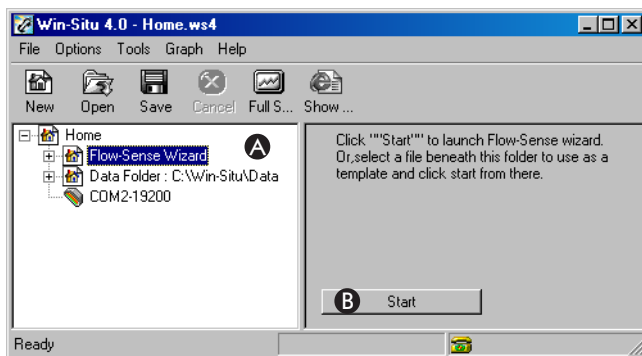 Win-Situ 4.0 - Home.ws4
File Options Tools Graph Help
New Open Save Cancel Full S... Show ...
Home
Flow-Sense Wizard
Data Folder : C:\Win-Situ\Data
COM2-19200
A
Click ""Start"" to launch Flow-Sense wizard.
Or,select a file beneath this folder to use as a
template and click start from there.
B Start
Ready